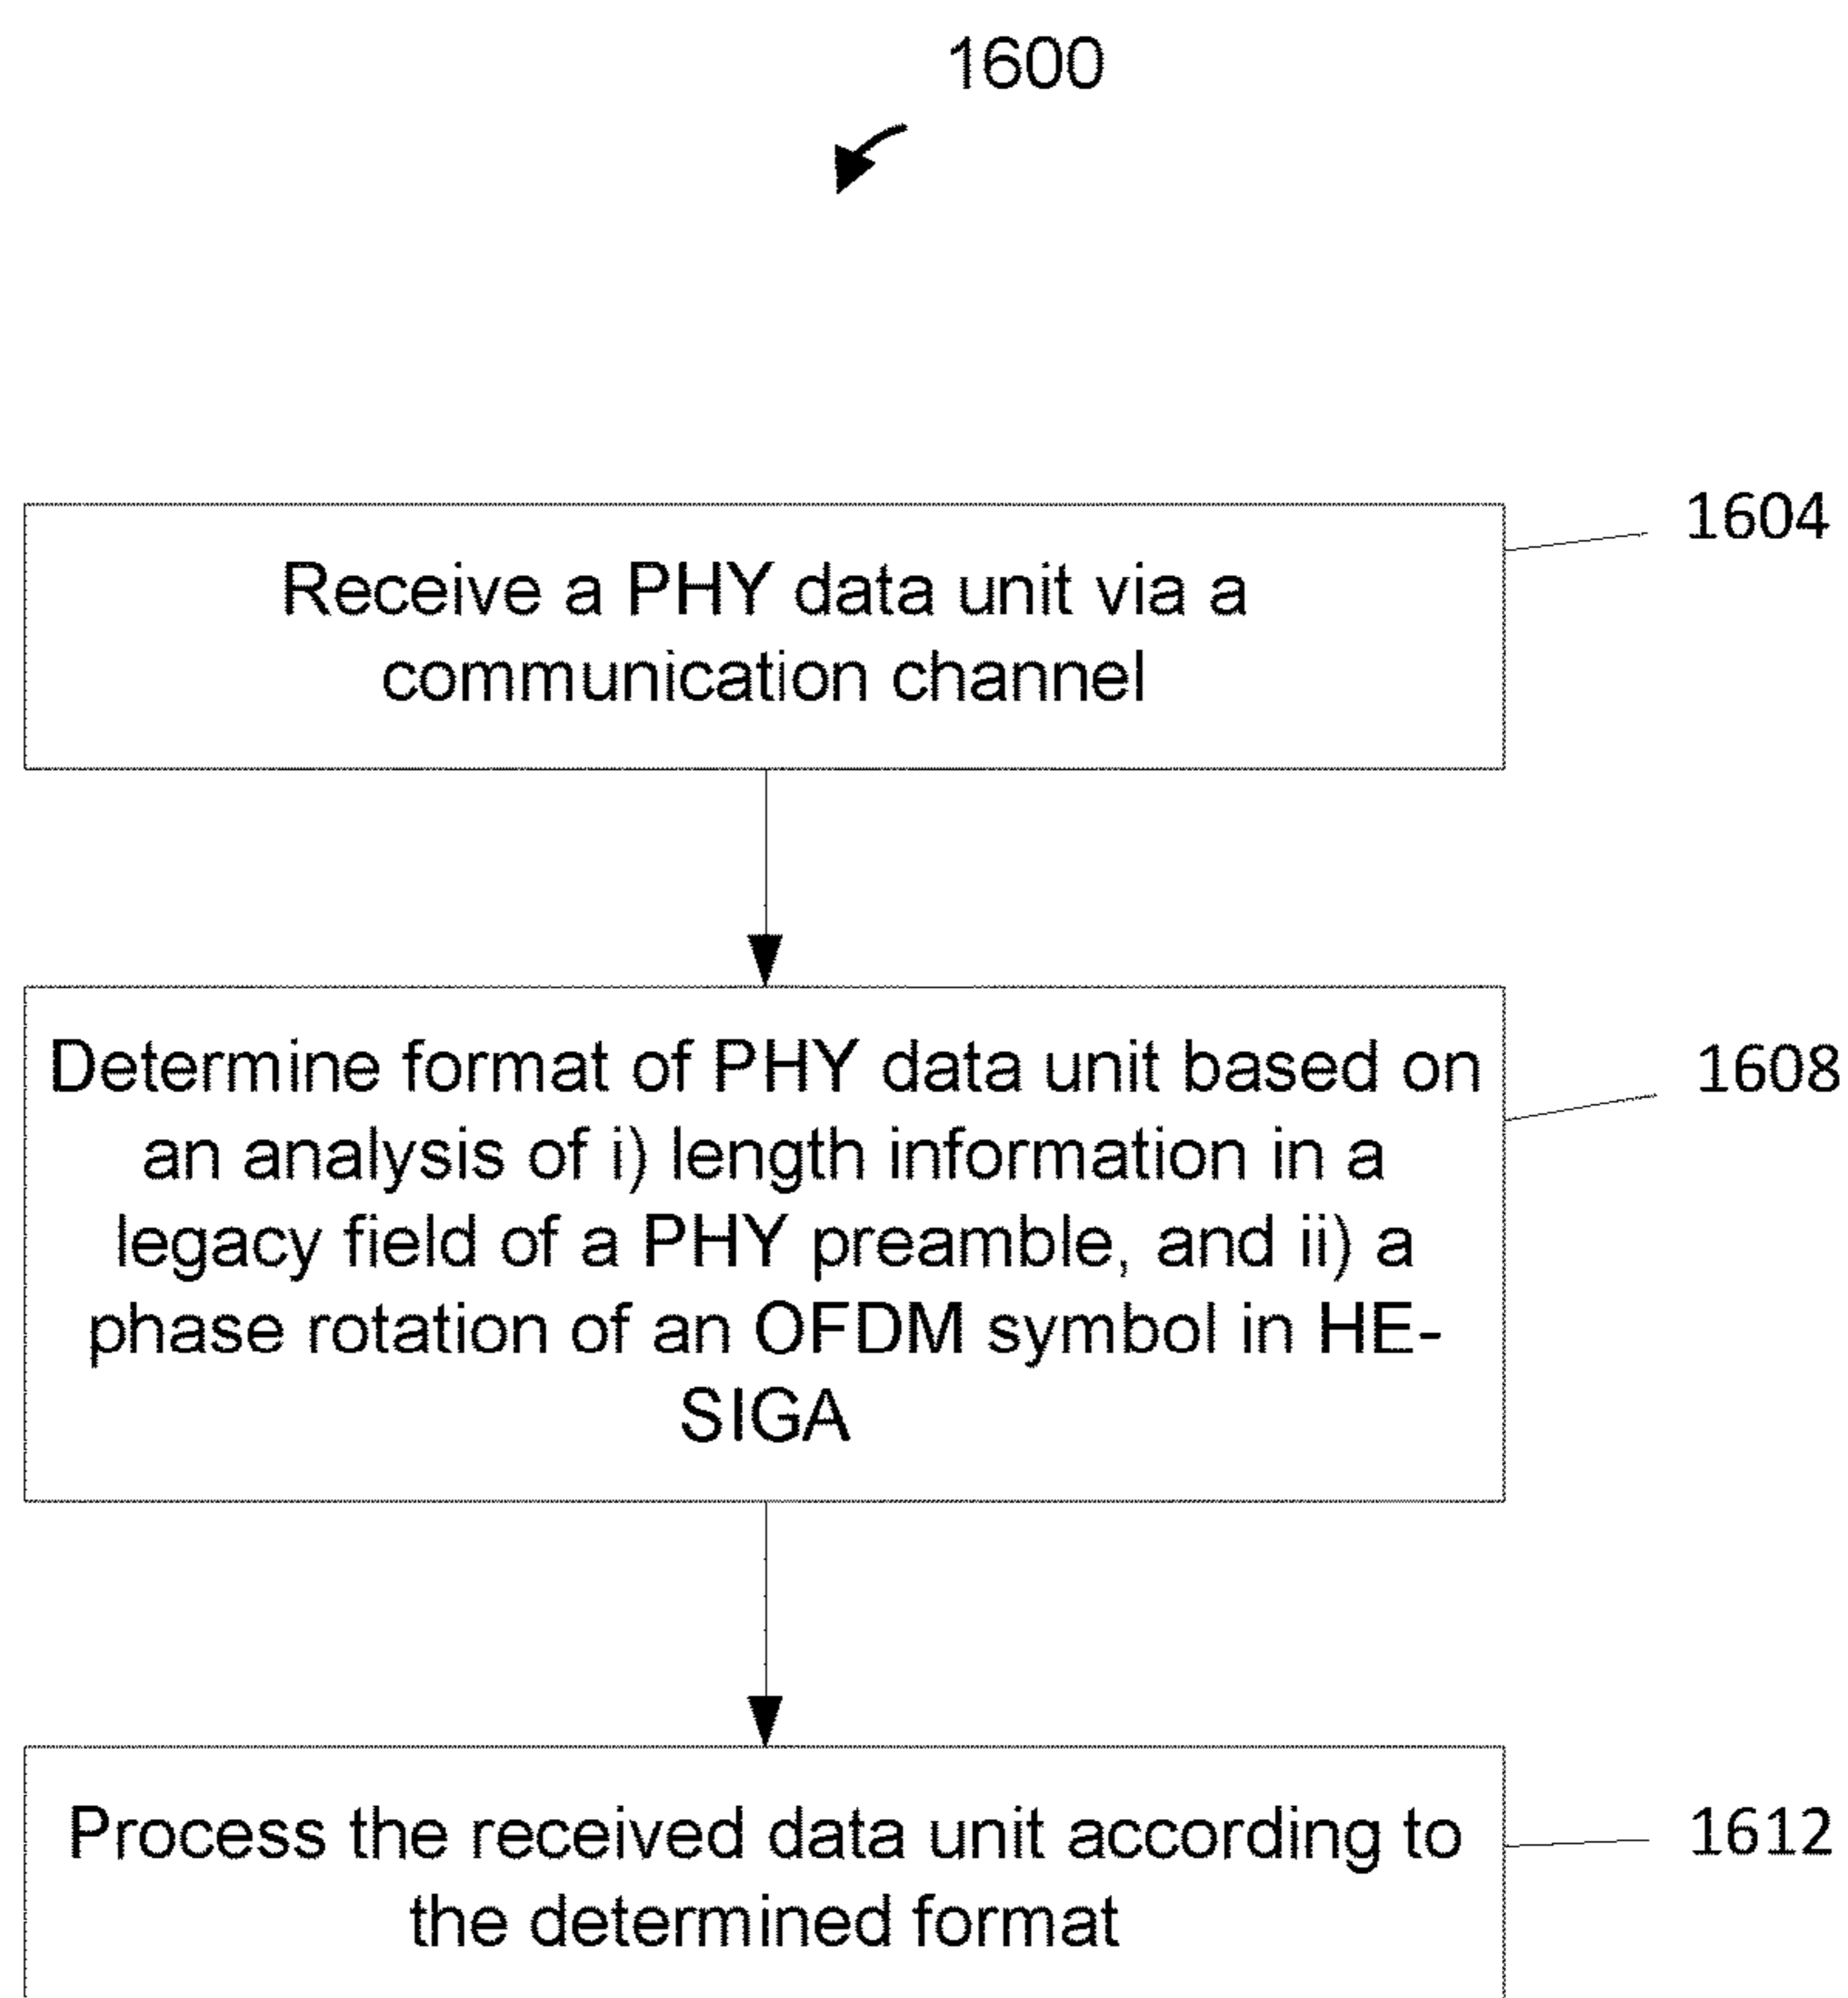 1600
1604
Receive a PHY data unit via a
communication channel
1608
Determine format of PHY data unit based on
an analysis of i) length information in a
legacy field of a PHY preamble, and ii) a
phase rotation of an OFDM symbol in HE-
SIGA
1612
Process the received data unit according to
the determined format